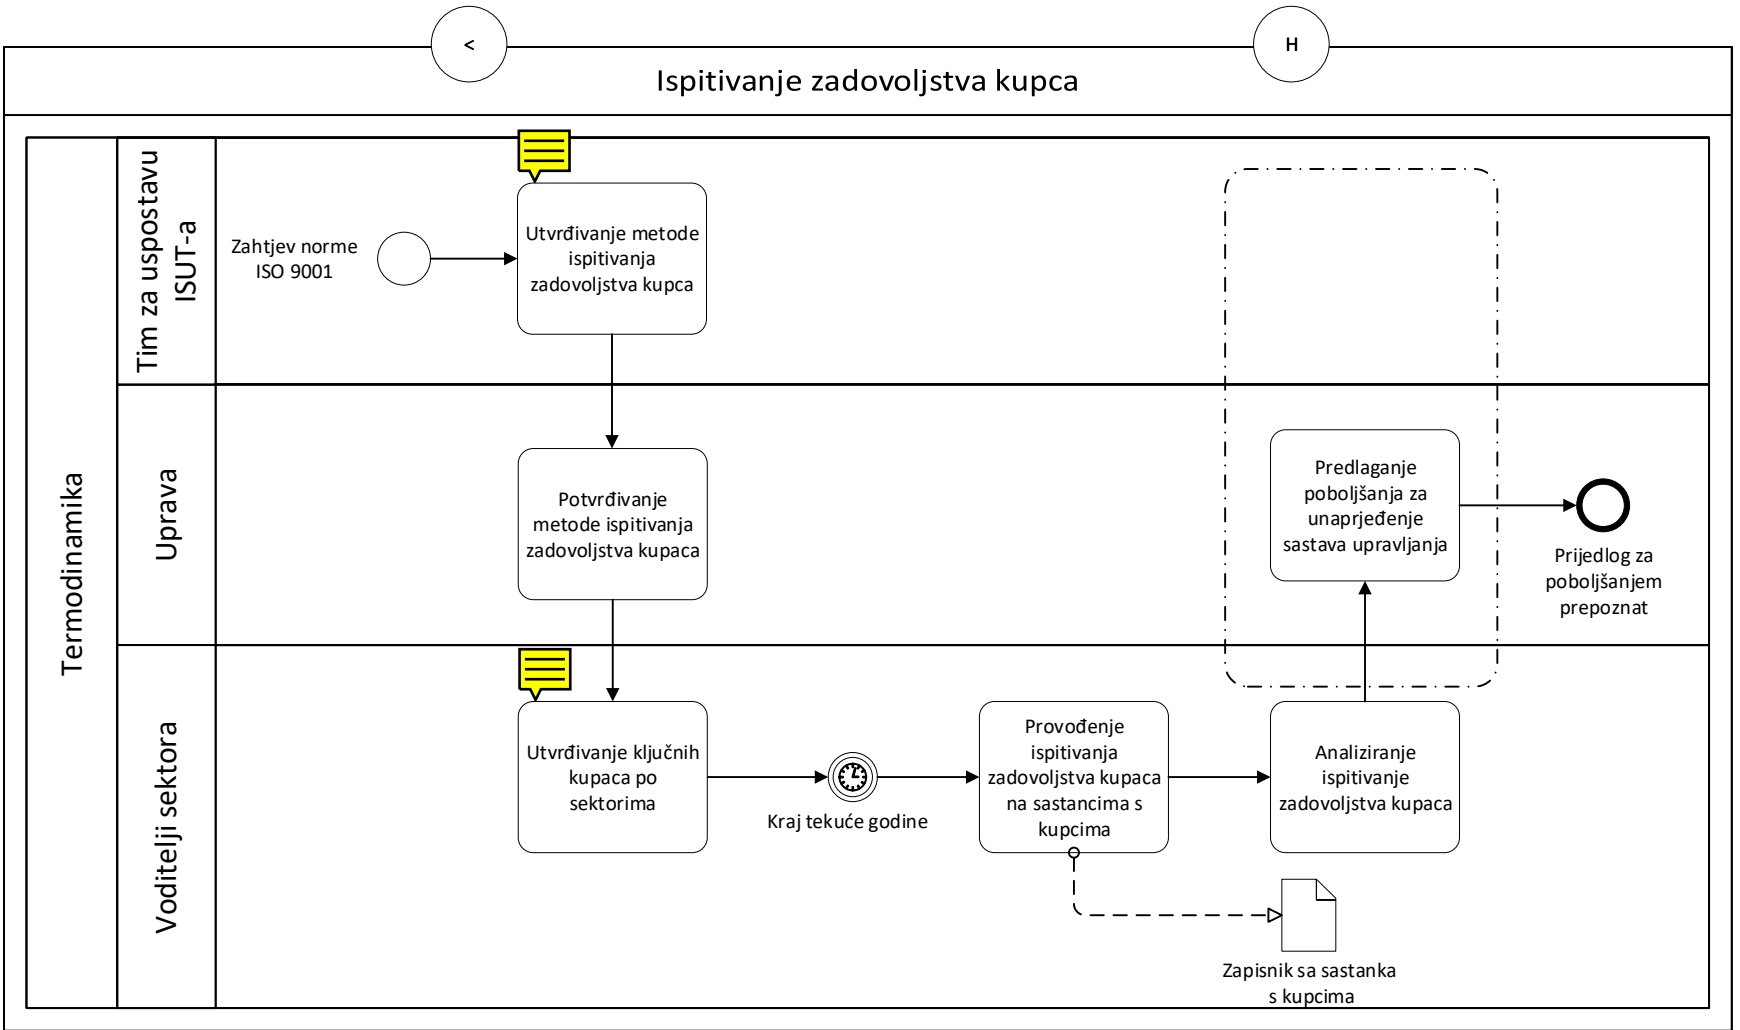 <
H
Ispitivanje zadovoljstva kupca
Termodinamika
Tim za uspostavu
ISUT-a
Zahtjev norme
ISO 9001
Utvrđivanje metode
ispitivanja
zadovoljstva kupca
Uprava
Potvrđivanje
metode ispitivanja
zadovoljstva kupaca
Predlaganje
poboljšanja za
unaprjeđenje
sastava upravljanja
Prijedlog za
poboljšanjem
prepoznat
Voditelji sektora
Utvrđivanje ključnih
kupaca po
sektorima
Kraj tekuće godine
Provođenje
ispitivanja
zadovoljstva kupaca
na sastancima s
kupcima
Analiziranje
ispitivanje
zadovoljstva kupaca
Zapisnik sa sastanka
s kupcima